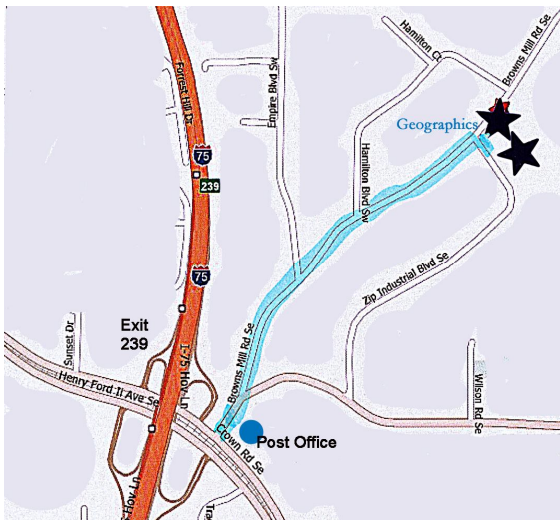 Hamilton Ct
Browns Mill Rd Se
Forrest Hill Dr
Empire Blvd Sw
Geographics
75
239
Hamilton Blvd Sw
75
Zip Industrial Blvd Se
Exit
239
Sunset Dr
I-75 Hov Ln
Browns Mill Rd Se
Henry Ford II Ave Se
Wilson Rd Se
Crown Rd Se
Post Office
Hov Ln